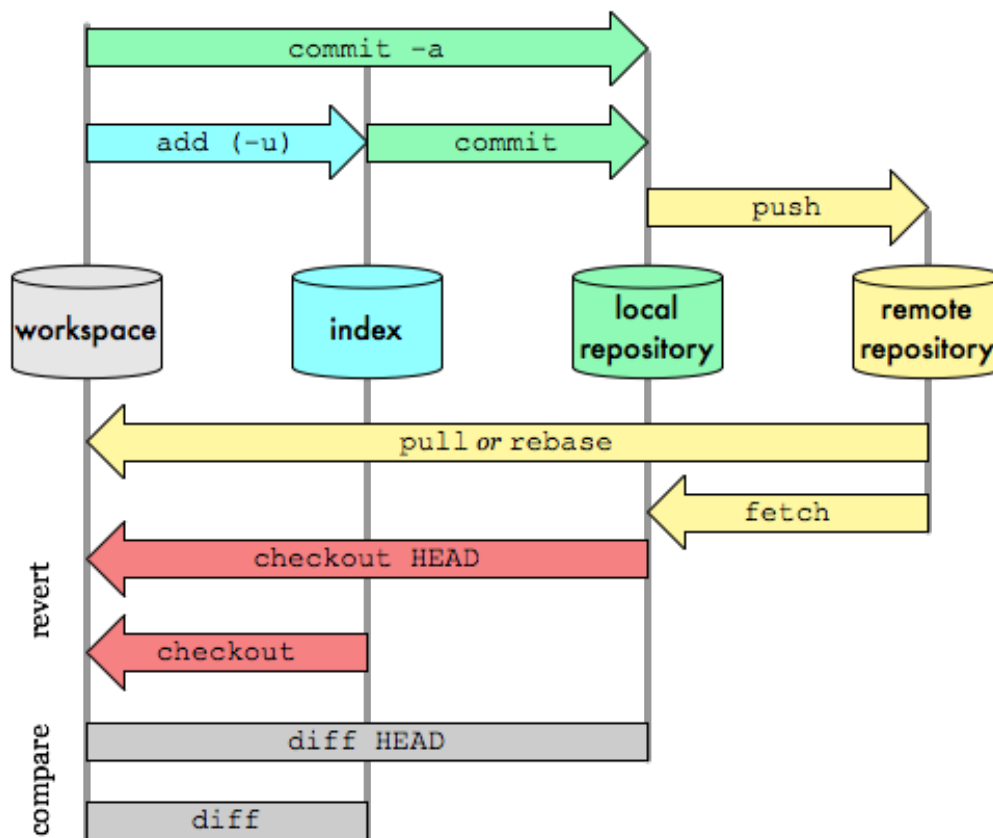 commit -a
add (-u)
commit
push
workspace
index
local
repository
remote
repository
pull or rebase
fetch
revert
checkout HEAD
checkout
compare
diff HEAD
diff